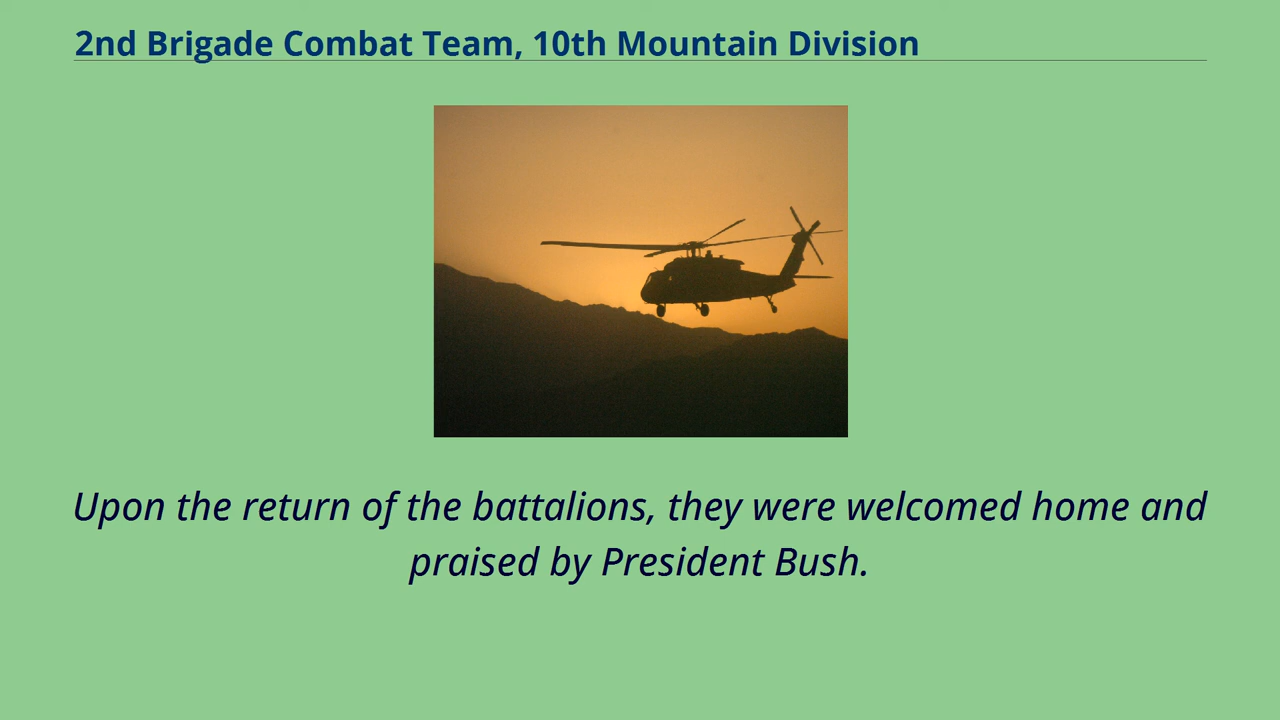 2nd Brigade Combat Team, 10th Mountain Division
Upon the return of the battalions, they were welcomed home and
praised by President Bush.